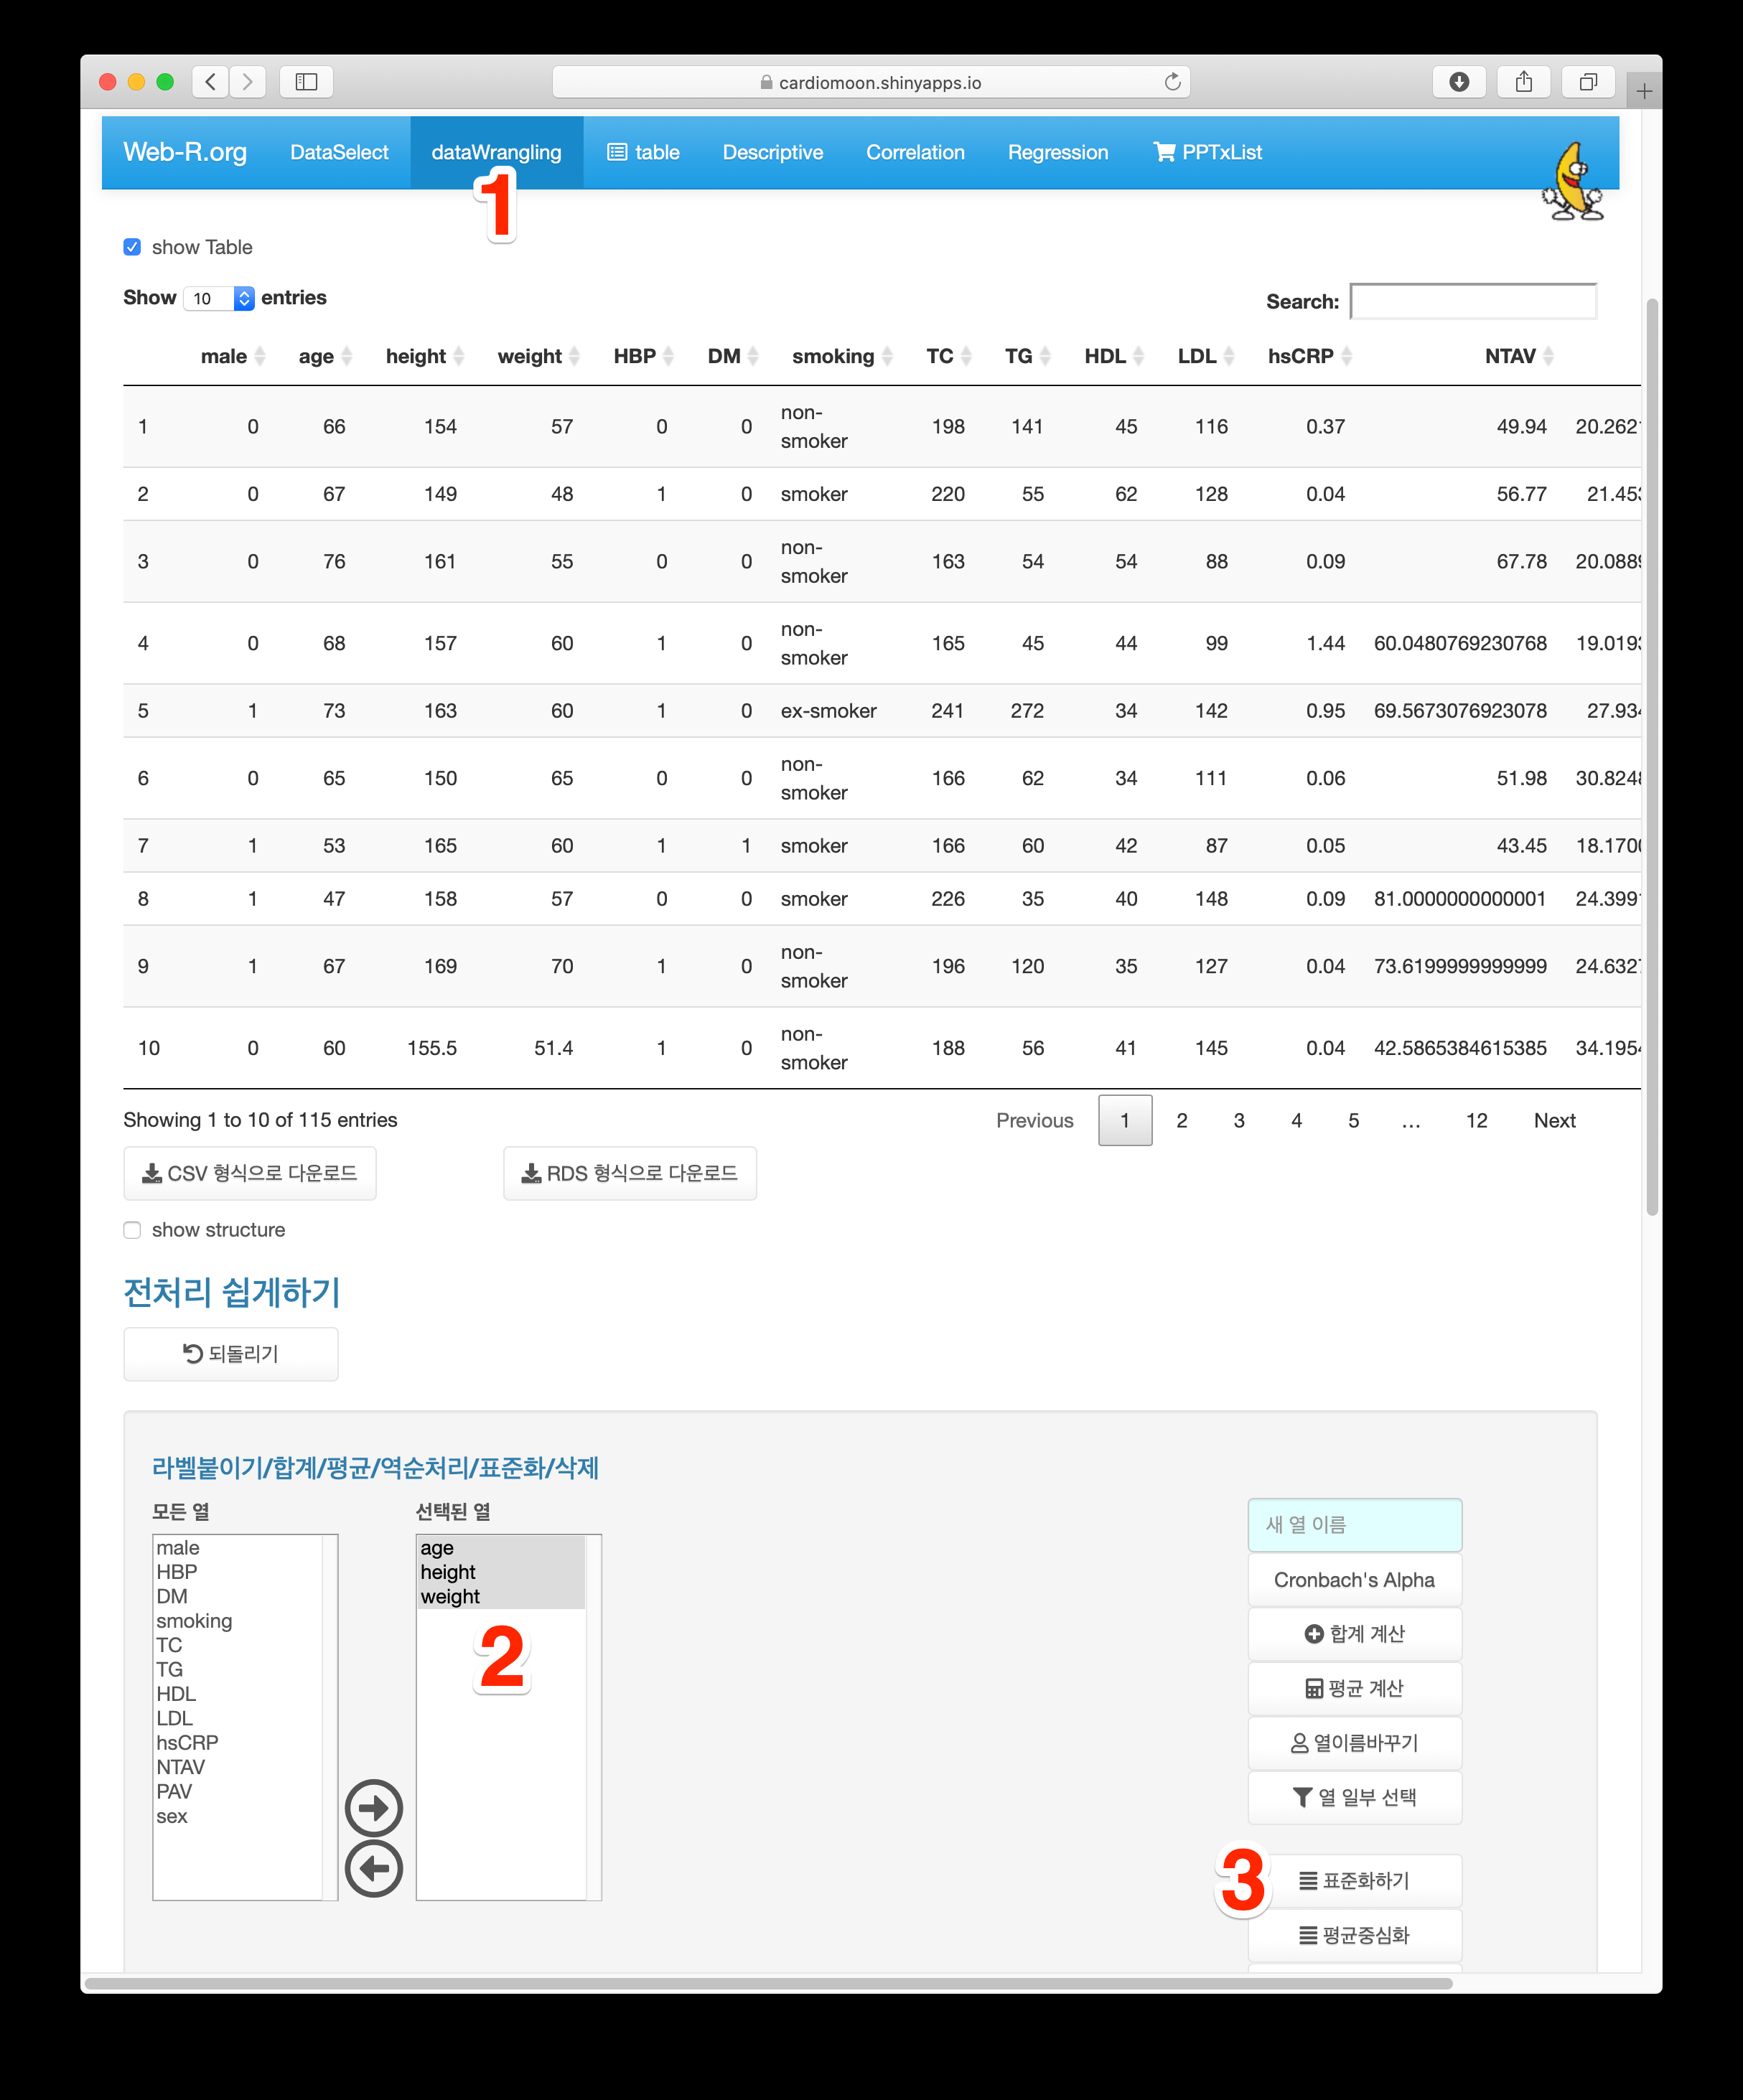 cardiomoon.shinyapps.io
Web-R.org DataSelect dataWrangling table Descriptive Correlation Regression PPTxList
1
show Table
Show 10 entries Search:
male age height weight HBP DM smoking TC TG HDL LDL hsCRP NTAV
1 0 66 154 57 0 0 non-smoker 198 141 45 116 0.37 49.94 20.262
2 0 67 149 48 1 0 smoker 220 55 62 128 0.04 56.77 21.45
3 0 76 161 55 0 0 non-smoker 163 54 54 88 0.09 67.78 20.088
4 0 68 157 60 1 0 non-smoker 165 45 44 99 1.44 60.0480769230768 19.019
5 1 73 163 60 1 0 ex-smoker 241 272 34 142 0.95 69.5673076923078 27.93
6 0 65 150 65 0 0 non-smoker 166 62 34 111 0.06 51.98 30.824
7 1 53 165 60 1 1 smoker 166 60 42 87 0.05 43.45 18.170
8 1 47 158 57 0 0 smoker 226 35 40 148 0.09 81.0000000000001 24.399
9 1 67 169 70 1 0 non-smoker 196 120 35 127 0.04 73.6199999999999 24.632
10 0 60 155.5 51.4 1 0 non-smoker 188 56 41 145 0.04 42.5865384615385 34.195
Showing 1 to 10 of 115 entries Previous 1 2 3 4 5 … 12 Next
CSV 형식으로 다운로드 RDS 형식으로 다운로드
show structure
전처리 쉽게하기
되돌리기
라벨붙이기/합계/평균/역순처리/표준화/삭제
모든 열
male
HBP
DM
smoking
TC
TG
HDL
LDL
hsCRP
NTAV
PAV
sex
선택된 열
age
height
weight
2
새 열 이름
Cronbach's Alpha
합계 계산
평균 계산
열이름바꾸기
열 일부 선택
3 표준화하기
평균중심화